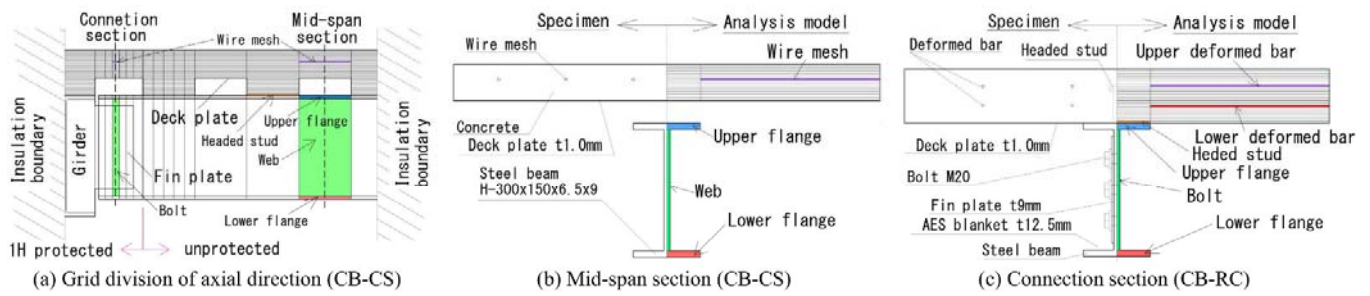 Connetion
section
Mid-span
section
Wire mesh
Insulation
boundary
Girder
Deck plate
Headed stud
Upper flange
Web
Fin plate
Bolt
Lower flange
Insulation
boundary
1H protected
unprotected
(a) Grid division of axial direction (CB-CS)
Specimen
Analysis model
Wire mesh
Wire mesh
Concrete
Deck plate t1.0mm
Steel beam
H-300x150x6.5x9
Upper flange
Web
Lower flange
(b) Mid-span section (CB-CS)
Specimen
Analysis model
Deformed bar
Headed stud
Upper deformed bar
Deck plate t1.0mm
Lower deformed bar
Heded stud
Upper flange
Bolt M20
Bolt
Fin plate t9mm
AES blanket t12.5mm
Lower flange
Steel beam
(c) Connection section (CB-RC)